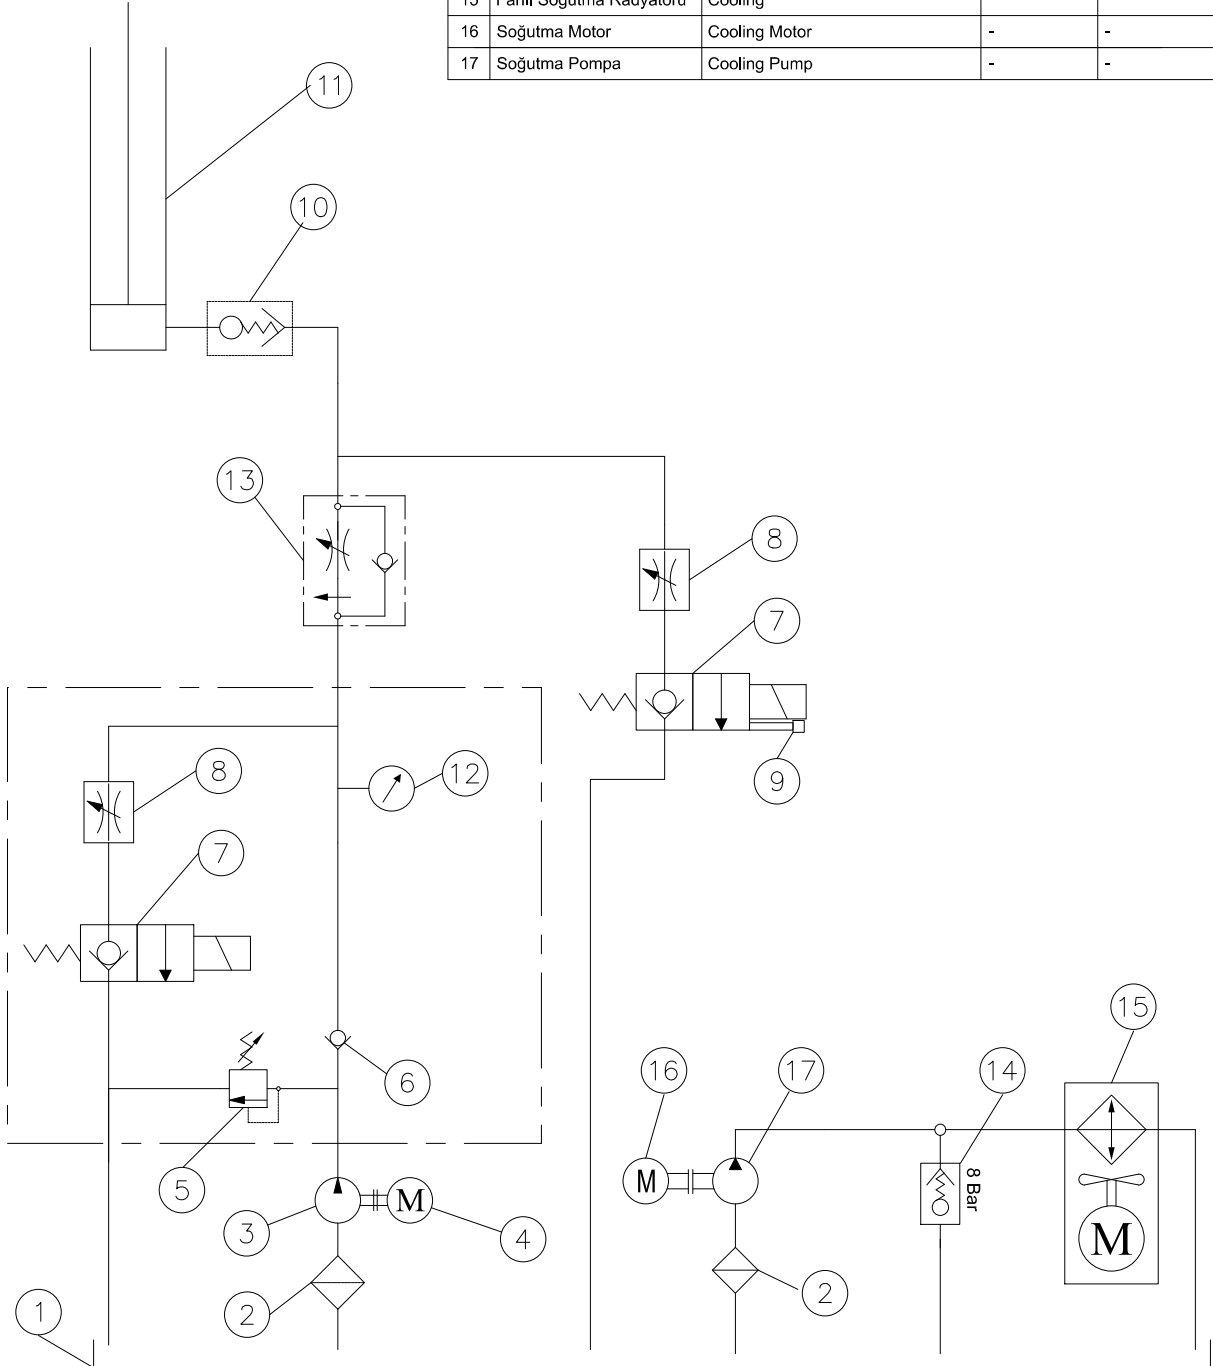 15 Fanlı Soğutma Radyatörü Cooling
16 Soğutma Motor Cooling Motor - -
17 Soğutma Pompa Cooling Pump - -
11
10
13
8
7
8
12
9
7
15
6
16
17
14
8 Bar
5
M
3
M
4
M
2
2
1